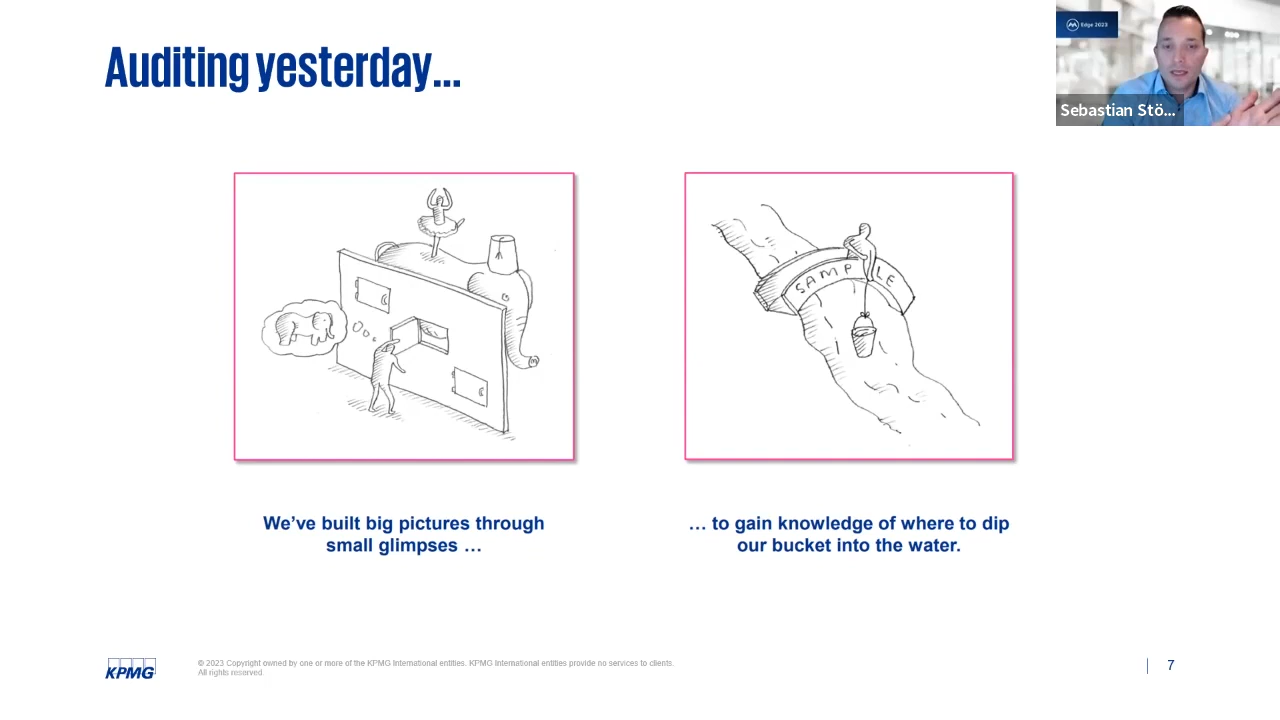 Auditing yesterday...
Edge 2023
Sebastian Stö...
SAMPLE
We've built big pictures through
small glimpses ...
... to gain knowledge of where to dip
our bucket into the water.
KPMG
© 2023 Copyright owned by one or more of the KPMG International entities. KPMG International entities provide no services to clients.
All rights reserved.
7